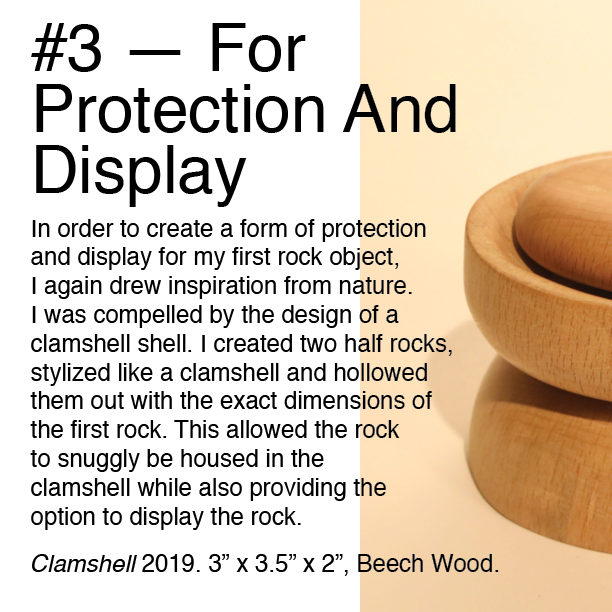 #3 — For
Protection And
Display
In order to create a form of protection
and display for my first rock object,
I again drew inspiration from nature.
I was compelled by the design of a
clamshell shell. I created two half rocks,
stylized like a clamshell and hollowed
them out with the exact dimensions of
the first rock. This allowed the rock
to snuggly be housed in the
clamshell while also providing the
option to display the rock.
Clamshell 2019. 3” x 3.5” x 2”, Beech Wood.